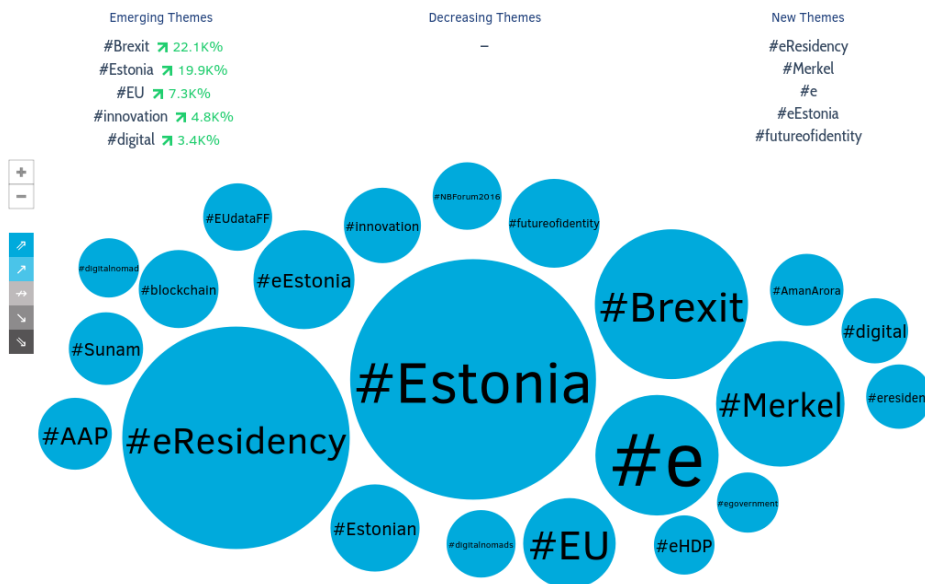 Emerging Themes
#Brexit 22.1K%
#Estonia 19.9K%
#EU 7.3K%
#innovation 4.8K%
#digital 3.4K%
Decreasing Themes
–
New Themes
#eResidency
#Merkel
#e
#eEstonia
#futureofidentity
+
−
#NBForum2016
#EUdataFF
#innovation
#futureofidentity
#digitalnomad
#blockchain
#eEstonia
#Brexit
#AmanArora
#digital
#Sunam
#Estonia
#Merkel
#eresiden
#AAP
#eResidency
#e
#egovernment
#Estonian
#digitalnomads
#EU
#eHDP